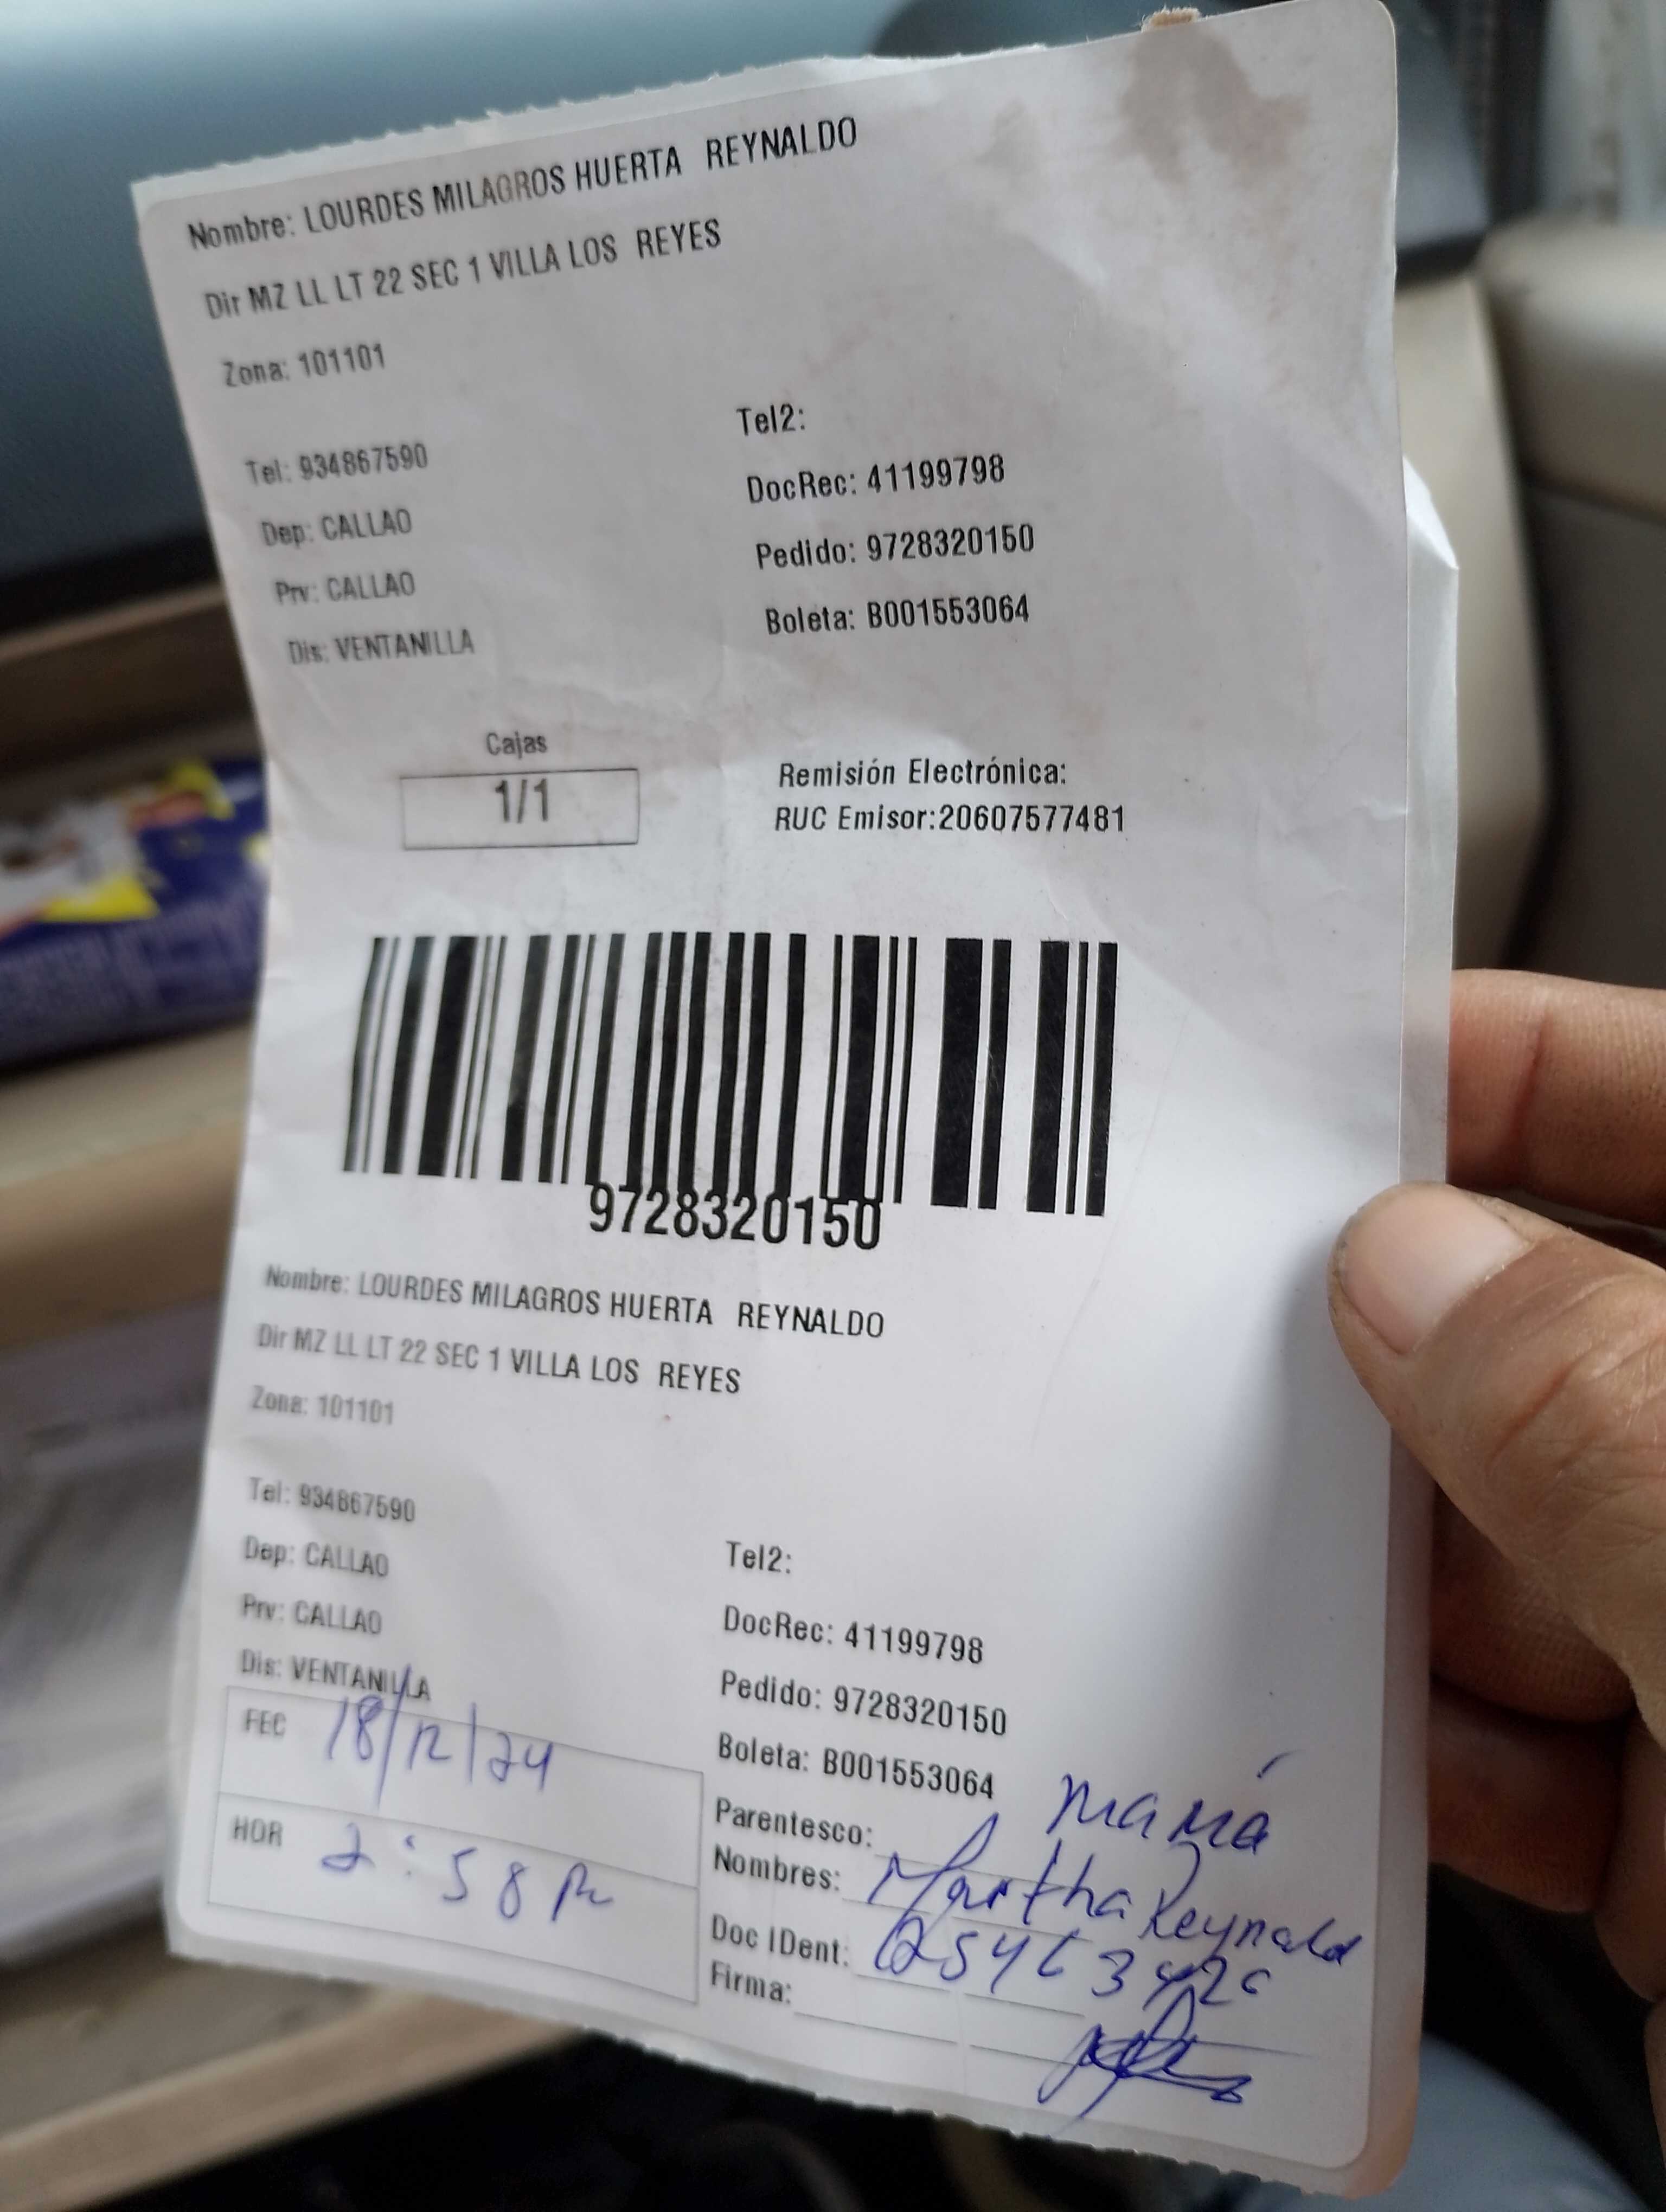 Nombre: LOURDES MILAGROS HUERTA REYNALDO
Dir MZ LL LT 22 SEC 1 VILLA LOS REYES
Zona: 101101
Tel: 934867590
Tel2:
Dep: CALLAO
DocRec: 41199798
Prv: CALLAO
Pedido: 9728320150
Dis: VENTANILLA
Boleta: B001553064
Cajas
1/1
Remisión Electrónica:
RUC Emisor:20607577481
9728320150
Nombre: LOURDES MILAGROS HUERTA REYNALDO
Dir MZ LL LT 22 SEC 1 VILLA LOS REYES
Zona: 101101
Tel: 934867590
Tel2:
Dep: CALLAO
DocRec: 41199798
Prv: CALLAO
Pedido: 9728320150
Dis: VENTANILLA
Boleta: B001553064
FEC 18/12/24
HOR 2:58 P
Parentesco: mamá
Nombres: Martha Reynaldo
Doc IDent:
Firma: